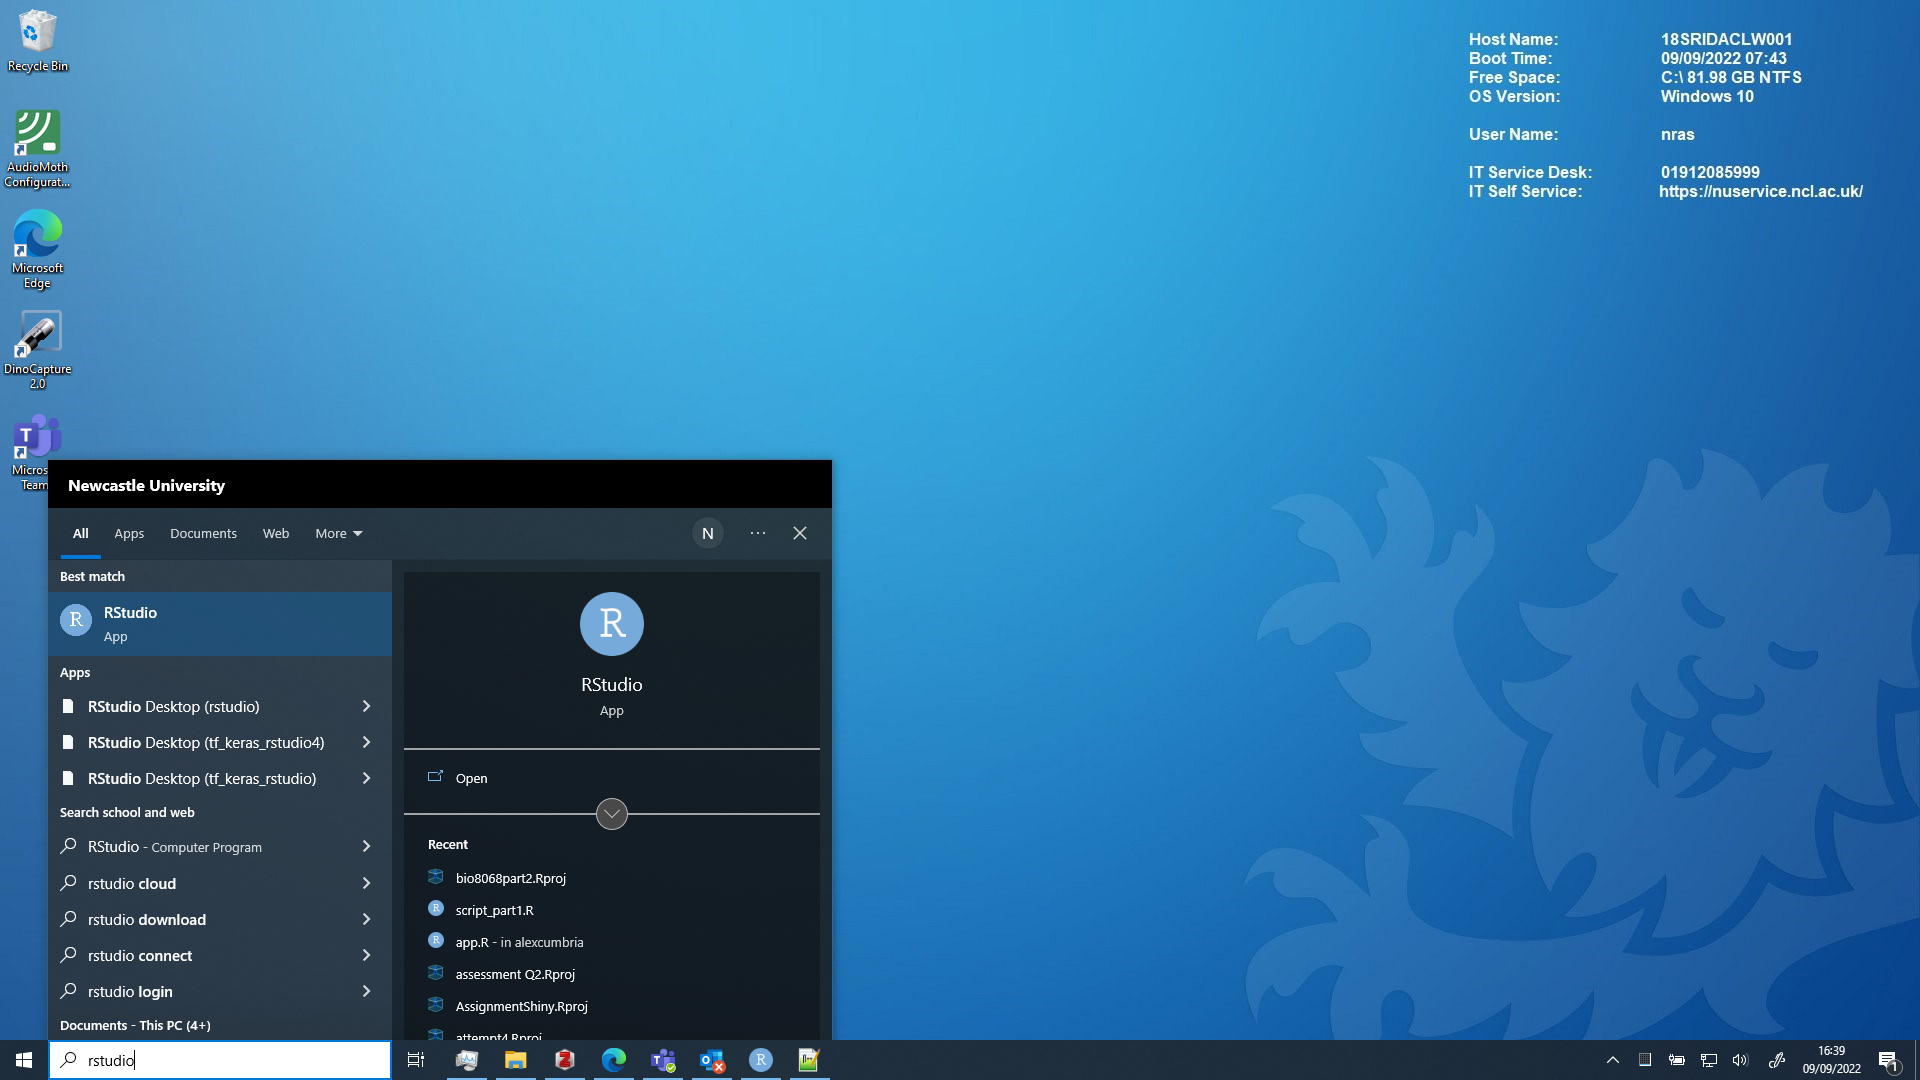 Recycle Bin
AudioMoth
Configurat...
Microsoft
Edge
DinoCapture
2.0
Micros
Team
Host Name: 18SRIDACLW001
Boot Time: 09/09/2022 07:43
Free Space: C:\ 81.98 GB NTFS
OS Version: Windows 10
User Name: nras
IT Service Desk: 01912085999
IT Self Service: https://nuservice.ncl.ac.uk/
Newcastle University
All Apps Documents Web More N ...
Best match
R RStudio
App
Apps
RStudio Desktop (rstudio)
RStudio Desktop (tf_keras_rstudio4)
RStudio Desktop (tf_keras_rstudio)
Search school and web
RStudio - Computer Program
rstudio cloud
rstudio download
rstudio connect
rstudio login
Documents - This PC (4+)
R
RStudio
App
Open
Recent
bio8068part2.Rproj
script_part1.R
app.R - in alexcumbria
assessment Q2.Rproj
AssignmentShiny.Rproj
attempt4.Rproj
rstudio
16:39
09/09/2022
1